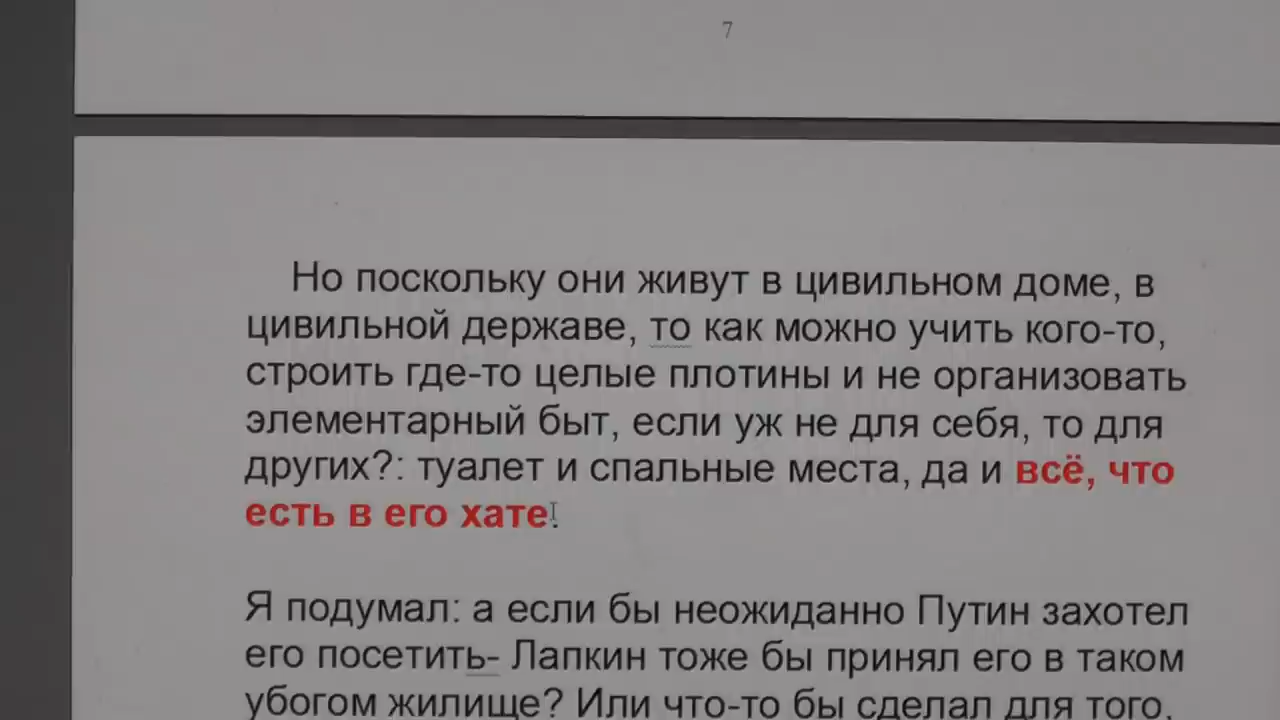 7
Но поскольку они живут в цивильном доме, в
цивильной державе, то как можно учить кого-то,
строить где-то целые плотины и не организовать
элементарный быт, если уж не для себя, то для
других?: туалет и спальные места, да и всё, что
есть в его хате!
Я подумал: а если бы неожиданно Путин захотел
его посетить- Лапкин тоже бы принял его в таком
убогом жилище? Или что-то бы сделал для того,